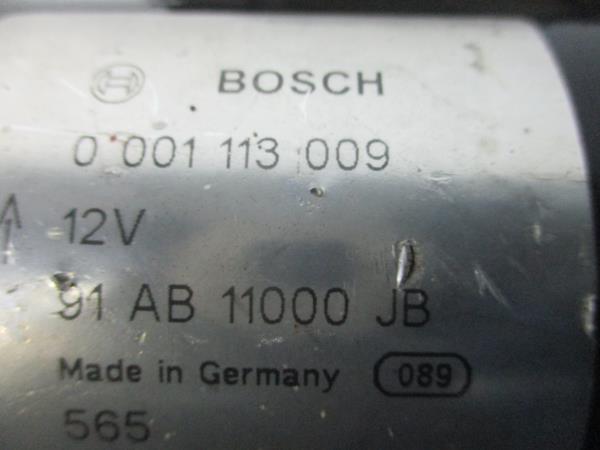 BOSCH
0 001 113 009
12V
91 AB 11000 JB
Made in Germany 089
565